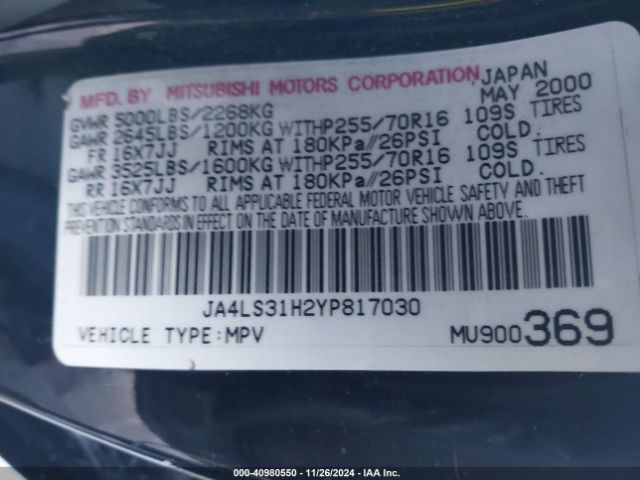 MFD. BY MITSUBISHI MOTORS CORPORATION JAPAN
MAY 2000
GVWR 5000LBS/2268KG
GAWR 2645LBS/1200KG WITHP255/70R16 109S TIRES
FR 16X7JJ RIMS AT 180KPa//26PSI COLD.
GAWR 3525LBS/1600KG WITHP255/70R16 109S TIRES
RR 16X7JJ RIMS AT 180KPa//26PSI COLD.
THIS VEHICLE CONFORMS TO ALL APPLICABLE FEDERAL MOTOR VEHICLE SAFETY AND THEFT
PREVENTION STANDARDS IN EFFECT ON THE DATE OF MANUFACTURE SHOWN ABOVE.
JA4LS31H2YP817030
VEHICLE TYPE:MPV MU900369
000-40980550 - 11/26/2024 - IAA Inc.